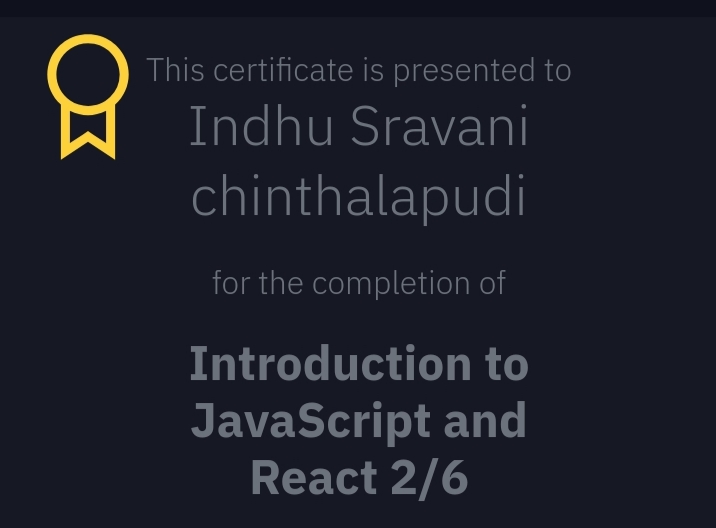 This certificate is presented to
Indhu Sravani
chinthalapudi
for the completion of
Introduction to
JavaScript and
React 2/6